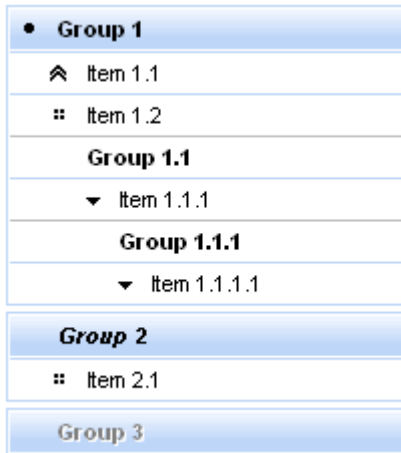 Group 1
Item 1.1
Item 1.2
Group 1.1
Item 1.1.1
Group 1.1.1
Item 1.1.1.1
Group 2
Item 2.1
Group 3